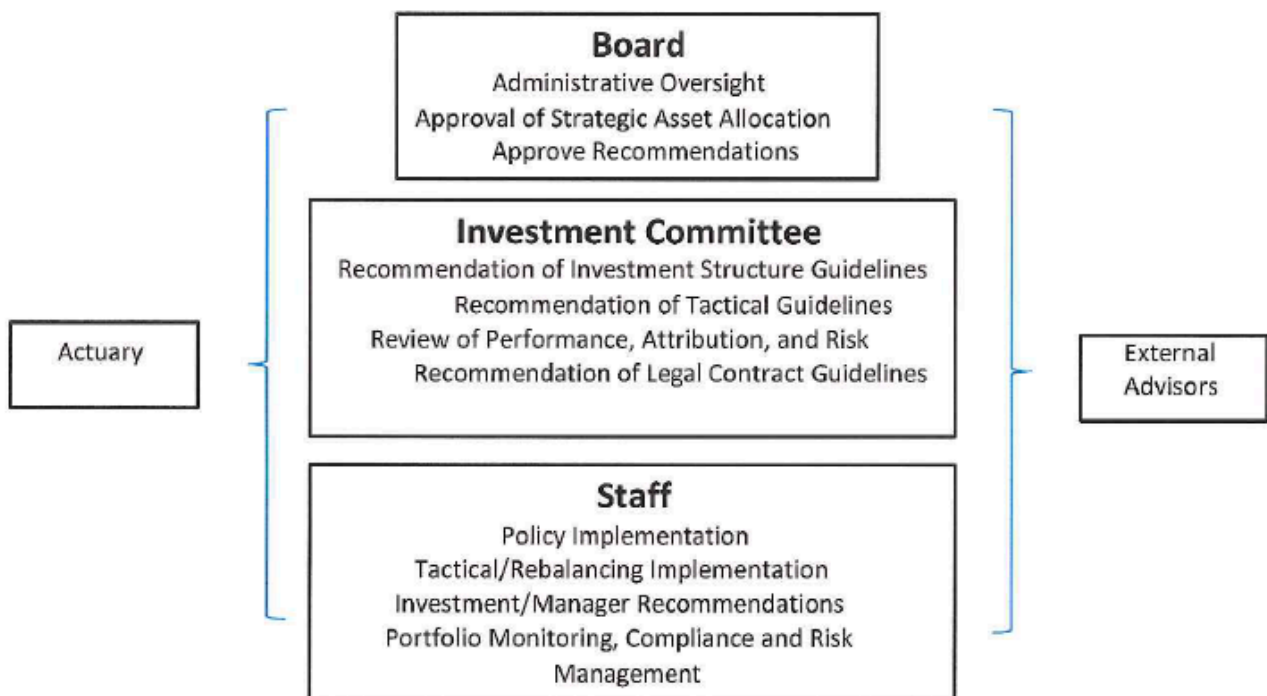 Board
Administrative Oversight
Approval of Strategic Asset Allocation
Approve Recommendations
Investment Committee
Recommendation of Investment Structure Guidelines
Recommendation of Tactical Guidelines
Review of Performance, Attribution, and Risk
Recommendation of Legal Contract Guidelines
Actuary
External
Advisors
Staff
Policy Implementation
Tactical/Rebalancing Implementation
Investment/Manager Recommendations
Portfolio Monitoring, Compliance and Risk
Management